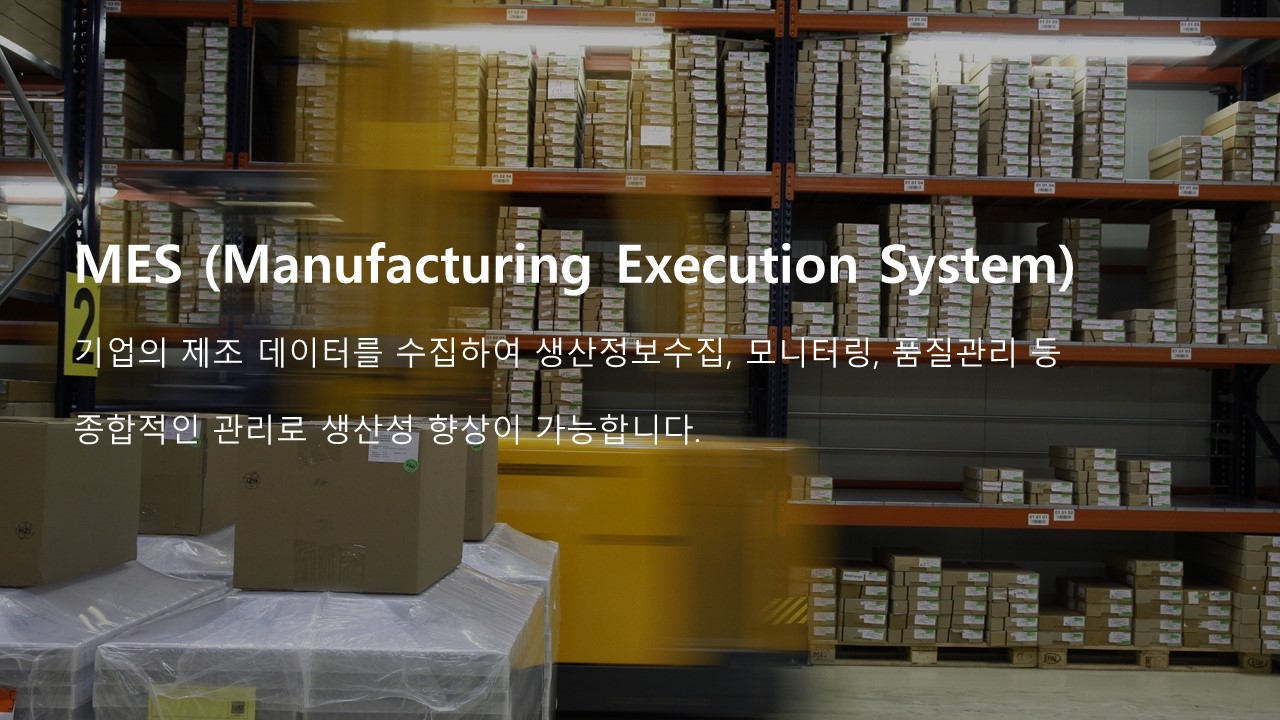 MES (Manufacturing Execution System)
기업의 제조 데이터를 수집하여 생산정보수집, 모니터링, 품질관리 등
종합적인 관리로 생산성 향상이 가능합니다.
2